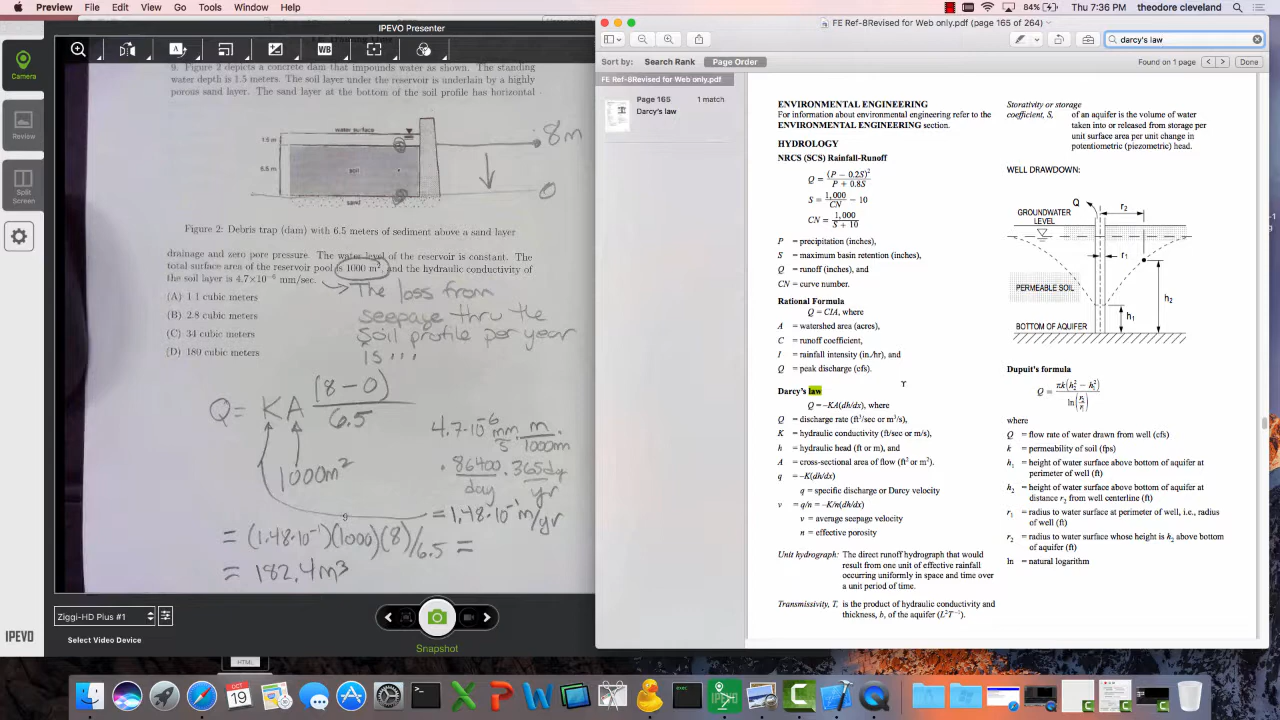 Preview File Edit View Go Tools Window Help
84% Thu 7:36 PM theodore cleveland
IPEVO Presenter
WB
Camera
Review
Split
Screen
9. Figure 2 depicts a concrete dam that impounds water as shown. The standing
water depth is 1.5 meters. The soil layer under the reservoir is underlain by a highly
porous sand layer. The sand layer at the bottom of the soil profile has horizontal
water surface
1.5 m
6.5 m
soil
sand
8m
0
Figure 2: Debris trap (dam) with 6.5 meters of sediment above a sand layer
drainage and zero pore pressure. The water level of the reservoir is constant. The
total surface area of the reservoir pool is 1000 m², and the hydraulic conductivity of
the soil layer is 4.7×10⁻⁶ mm/sec.
The loss from
seepage thru the
soil profile per year
is...
(A) 1.1 cubic meters
(B) 2.8 cubic meters
(C) 34 cubic meters
(D) 180 cubic meters
Q = KA (8 - 0)
6.5
1000m²
4.7·10⁻⁶ mm/s · m/1000mm ·
· 86400/day · 365day/yr
= 1.48·10⁻¹ m/yr
9
= (1.48·10⁻¹)(1000)(8)/6.5 =
= 182.4m³
Ziggi-HD Plus #1
Select Video Device
IPEVO
Snapshot
HTML
FE Ref-8Revised for Web only.pdf (page 165 of 264)
darcy's law
Sort by: Search Rank Page Order
Found on 1 page Done
FE Ref-8Revised for Web only.pdf
Page 165 1 match
Darcy's law
ENVIRONMENTAL ENGINEERING
For information about environmental engineering refer to the
ENVIRONMENTAL ENGINEERING section.
HYDROLOGY
NRCS (SCS) Rainfall-Runoff
Q = (P − 0.2S)² / P + 0.8S
S = 1,000/CN − 10
CN = 1,000/S + 10
P = precipitation (inches),
S = maximum basin retention (inches),
Q = runoff (inches), and
CN = curve number.
Rational Formula
Q = CIA, where
A = watershed area (acres),
C = runoff coefficient,
I = rainfall intensity (in/hr), and
Q = peak discharge (cfs).
Darcy's law
Q = −KA(dh/dx), where
Q = discharge rate (ft³/sec or m³/s),
K = hydraulic conductivity (ft/sec or m/s),
h = hydraulic head (ft or m), and
A = cross-sectional area of flow (ft² or m²).
q = −K(dh/dx)
q = specific discharge or Darcy velocity
v = q/n = −K/n(dh/dx)
v = average seepage velocity
n = effective porosity
Unit hydrograph: The direct runoff hydrograph that would
result from one unit of effective rainfall
occurring uniformly in space and time over
a unit period of time.
Transmissivity, T, is the product of hydraulic conductivity and
thickness, b, of the aquifer (L²T⁻¹).
Storativity or storage
coefficient, S, of an aquifer is the volume of water
taken into or released from storage per
unit surface area per unit change in
potentiometric (piezometric) head.
WELL DRAWDOWN:
Q
r₂
GROUNDWATER
LEVEL
r₁
PERMEABLE SOIL
h₂
h₁
BOTTOM OF AQUIFER
Dupuit's formula
Q = πk(h₂² − h₁²) / ln(r₂/r₁)
where
Q = flow rate of water drawn from well (cfs)
k = permeability of soil (fps)
h₁ = height of water surface above bottom of aquifer at
perimeter of well (ft)
h₂ = height of water surface above bottom of aquifer at
distance r₂ from well centerline (ft)
r₁ = radius to water surface at perimeter of well, i.e., radius
of well (ft)
r₂ = radius to water surface whose height is h₂ above bottom
of aquifer (ft)
ln = natural logarithm
OCT
19